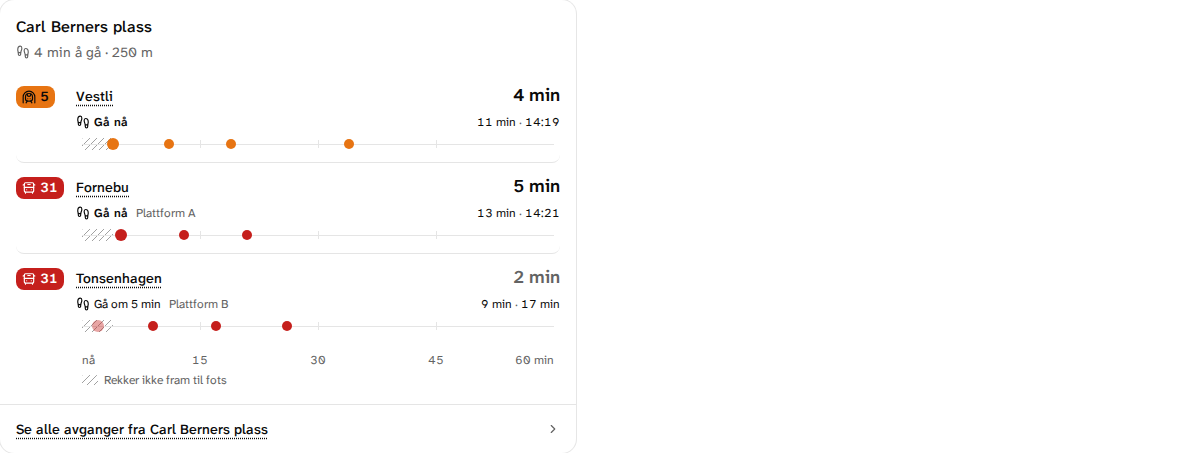 Carl Berners plass
4 min å gå · 250 m
5 Vestli 4 min
Gå nå 11 min · 14:19
31 Fornebu 5 min
Gå nå Plattform A 13 min · 14:21
31 Tonsenhagen 2 min
Gå om 5 min Plattform B 9 min · 17 min
nå 15 30 45 60 min
Rekker ikke fram til fots
Se alle avganger fra Carl Berners plass